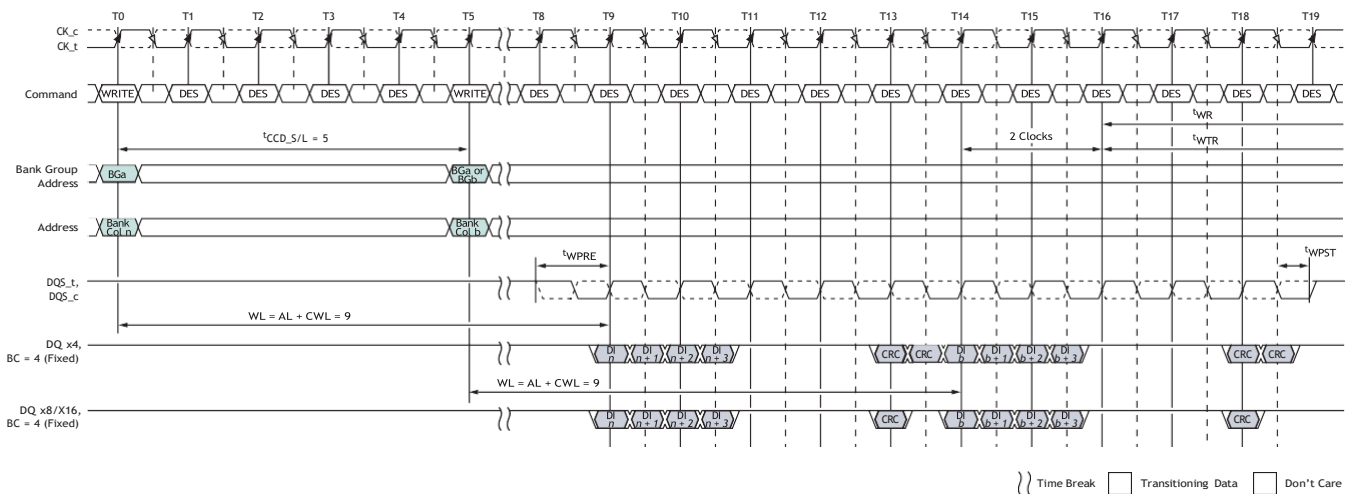 T0 T1 T2 T3 T4 T5 T8 T9 T10 T11 T12 T13 T14 T15 T16 T17 T18 T19
CK_c
CK_t
Command WRITE DES DES DES DES WRITE DES DES DES DES DES DES DES DES DES DES DES DES
tWR
tCCD_S/L = 5 2 Clocks tWTR
Bank Group
Address BGa BGa or
BGb
Address Bank
Col n Bank
Col b
tWPRE tWPST
DQS_t,
DQS_c
WL = AL + CWL = 9
DQ x4,
BC = 4 (Fixed)
DI
n DI
n + 1 DI
n + 2 DI
n + 3 CRC CRC DI
b DI
b + 1 DI
b + 2 DI
b + 3 CRC CRC
WL = AL + CWL = 9
DQ x8/X16,
BC = 4 (Fixed)
DI
n DI
n + 1 DI
n + 2 DI
n + 3 CRC DI
b DI
b + 1 DI
b + 2 DI
b + 3 CRC
Time Break Transitioning Data Don't Care